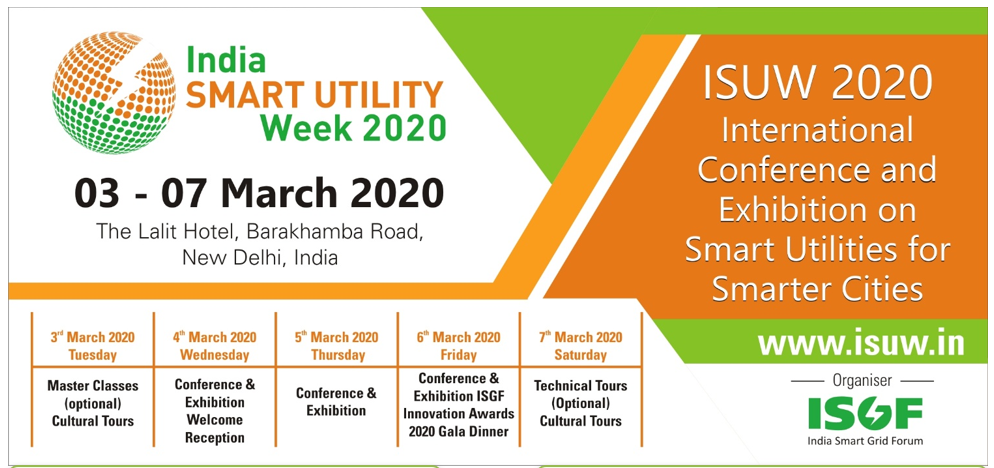 India
SMART UTILITY
Week 2020
03 - 07 March 2020
The Lalit Hotel, Barakhamba Road,
New Delhi, India
ISUW 2020
International
Conference and
Exhibition on
Smart Utilities for
Smarter Cities
www.isuw.in
Organiser
ISGF
India Smart Grid Forum
3rd March 2020
Tuesday
Master Classes
(optional)
Cultural Tours
4th March 2020
Wednesday
Conference &
Exhibition
Welcome
Reception
5th March 2020
Thursday
Conference &
Exhibition
6th March 2020
Friday
Conference &
Exhibition ISGF
Innovation Awards
2020 Gala Dinner
7th March 2020
Saturday
Technical Tours
(Optional)
Cultural Tours